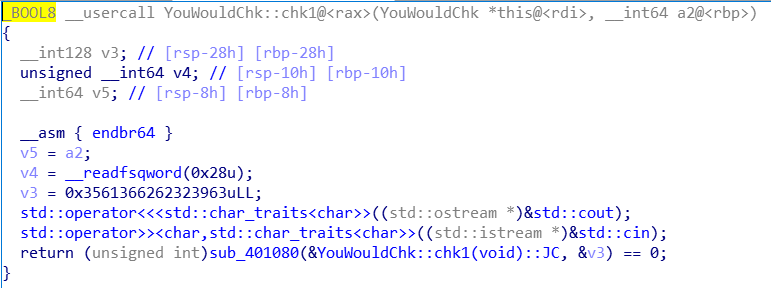 _BOOL8 __usercall YouWouldChk::chk1@<rax>(YouWouldChk *this@<rdi>, __int64 a2@<rbp>)
{
  __int128 v3; // [rsp-28h] [rbp-28h]
  unsigned __int64 v4; // [rsp-10h] [rbp-10h]
  __int64 v5; // [rsp-8h] [rbp-8h]

  __asm { endbr64 }
  v5 = a2;
  v4 = __readfsqword(0x28u);
  v3 = 0x3561366262323963uLL;
  std::operator<<<std::char_traits<char>>((std::ostream *)&std::cout);
  std::operator>><char,std::char_traits<char>>((std::istream *)&std::cin);
  return (unsigned int)sub_401080(&YouWouldChk::chk1(void)::JC, &v3) == 0;
}